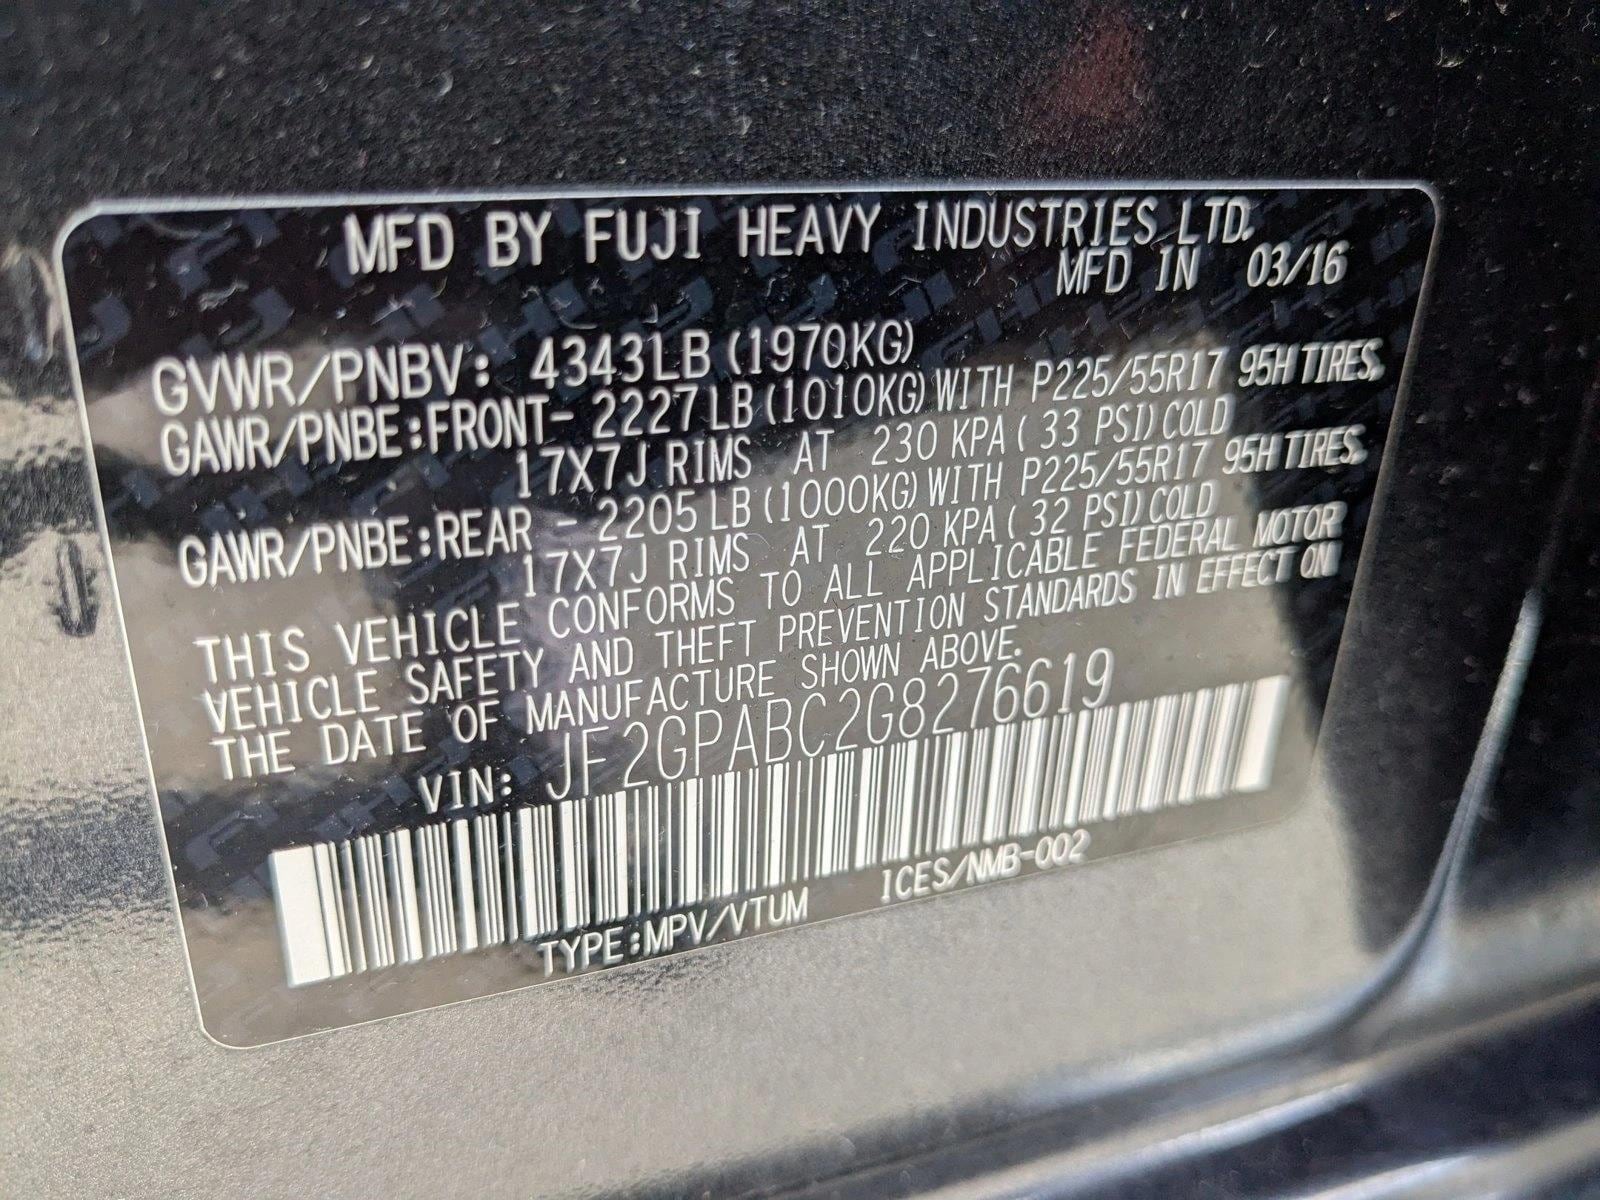 MFD BY FUJI HEAVY INDUSTRIES LTD.
MFD IN 03/16
GVWR/PNBV: 4343LB (1970KG)
GAWR/PNBE:FRONT- 2227LB (1010KG) WITH P225/55R17 95H TIRES,
17X7J RIMS AT 230 KPA ( 33 PSI) COLD
GAWR/PNBE:REAR - 2205LB (1000KG) WITH P225/55R17 95H TIRES,
17X7J RIMS AT 220 KPA ( 32 PSI) COLD
THIS VEHICLE CONFORMS TO ALL APPLICABLE FEDERAL MOTOR
VEHICLE SAFETY AND THEFT PREVENTION STANDARDS IN EFFECT ON
THE DATE OF MANUFACTURE SHOWN ABOVE.
VIN: JF2GPABC2G8276619
TYPE:MPV/VTUM ICES/NMB-002